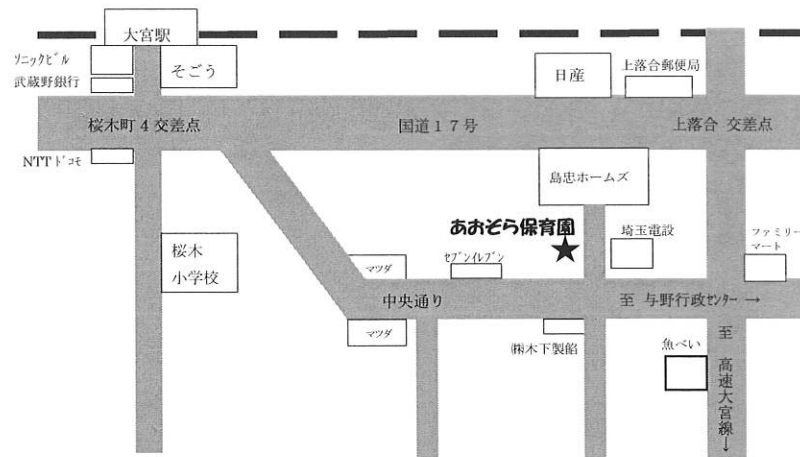 大宮駅
ソニックビル
武蔵野銀行
そごう
日産
上落合郵便局
桜木町4交差点
国道17号
上落合 交差点
NTTドコモ
島忠ホームズ
あおぞら保育園
★
埼玉電設
ファミリー
マート
桜木
小学校
マツダ
セブンイレブン
中央通り
至 与野行政センター →
マツダ
㈱木下製餡
魚べい
至 高速大宮線→